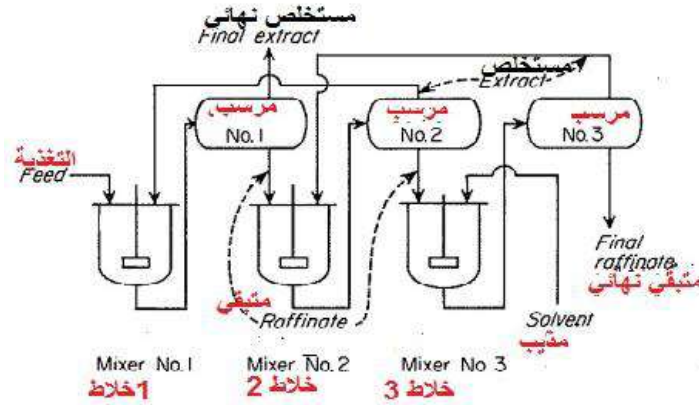 مستخلص نهائي
Final extract
مستخلص
Extract
مرسب
No.1
مرسب
No.2
مرسب
No.3
التغذية
Feed
متبقي
Raffinate
Final
raffinate
متبقي نهائي
Solvent
مذيب
Mixer No.1
خلاط 1
Mixer No.2
خلاط 2
Mixer No 3
خلاط 3